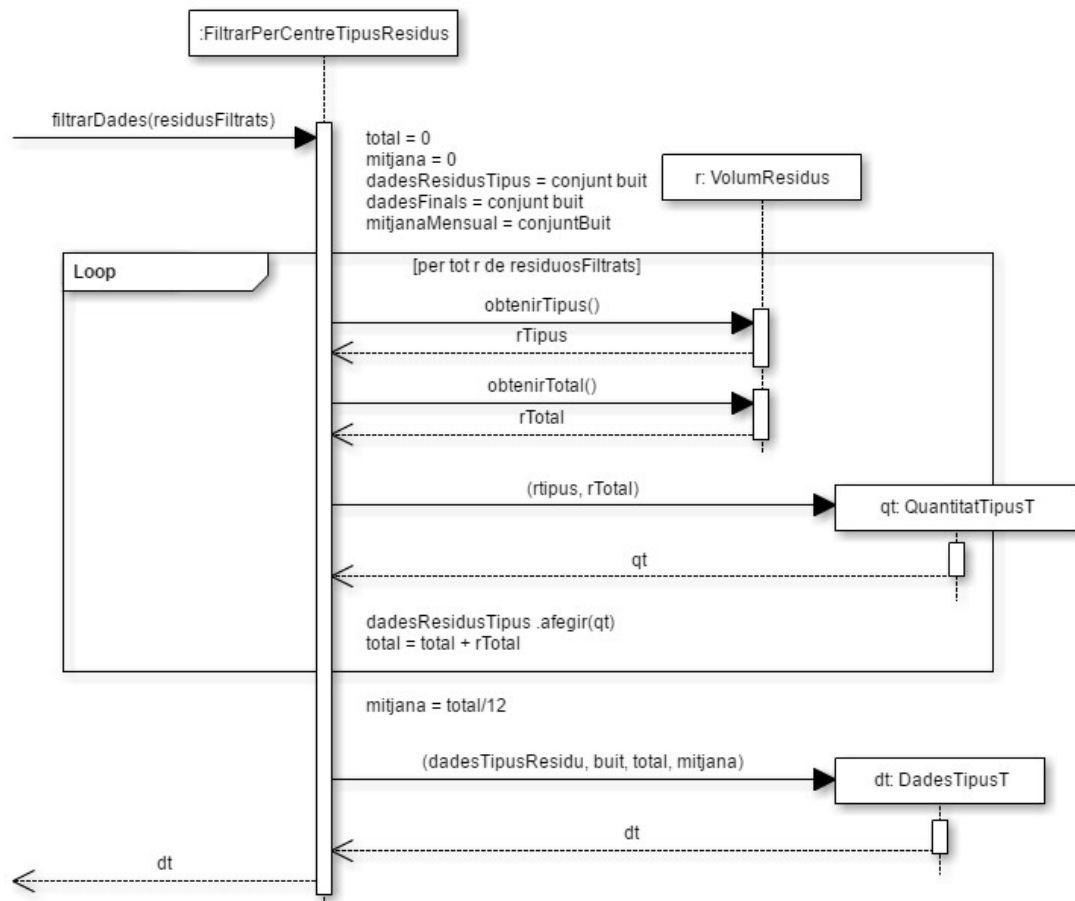 :FiltrarPerCentreTipusResidus
filtrarDades(residusFiltrats)
total = 0
mitjana = 0
dadesResidusTipus = conjunt buit
dadesFinals = conjunt buit
mitjanaMensual = conjuntBuit
r: VolumResidus
Loop
[per tot r de residuosFiltrats]
obtenirTipus()
rTipus
obtenirTotal()
rTotal
(rtipus, rTotal)
qt: QuantitatTipusT
qt
dadesResidusTipus .afegir(qt)
total = total + rTotal
mitjana = total/12
(dadesTipusResidu, buit, total, mitjana)
dt: DadesTipusT
dt
dt